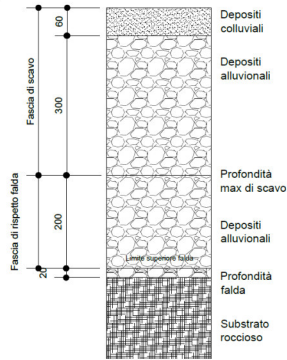 60
Depositi
colluviali
Fascia di scavo
300
Depositi
alluvionali
Profondità
max di scavo
Fascia di rispetto falda
200
Depositi
alluvionali
Limite superiore falda
20
Profondità
falda
Substrato
roccioso